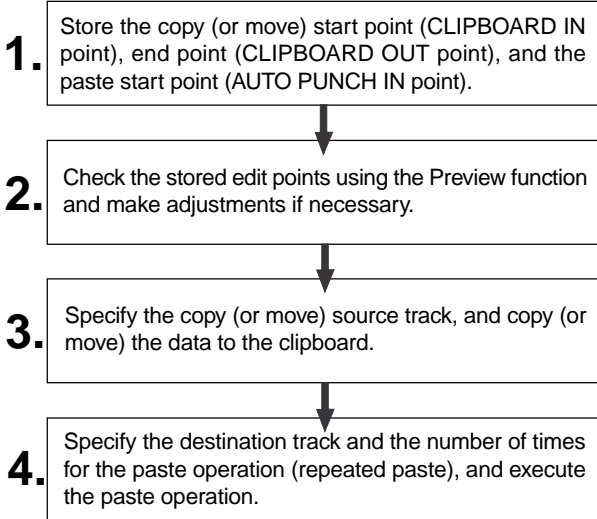 1.
Store the copy (or move) start point (CLIPBOARD IN
point), end point (CLIPBOARD OUT point), and the
paste start point (AUTO PUNCH IN point).
2.
Check the stored edit points using the Preview function
and make adjustments if necessary.
3.
Specify the copy (or move) source track, and copy (or
move) the data to the clipboard.
4.
Specify the destination track and the number of times
for the paste operation (repeated paste), and execute
the paste operation.